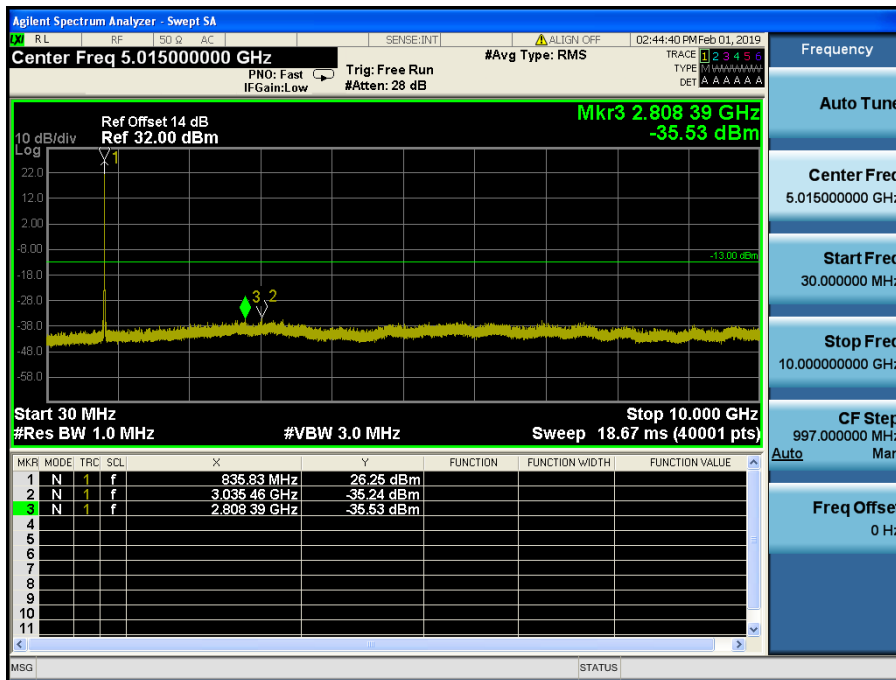 Agilent Spectrum Analyzer - Swept SA
LXI RL RF 50 Ω AC SENSE:INT ALIGN OFF 02:44:40 PM Feb 01, 2019
Center Freq 5.015000000 GHz
PNO: Fast
IFGain:Low
Trig: Free Run
#Atten: 28 dB
#Avg Type: RMS
TRACE 1 2 3 4 5 6
TYPE M W W W W W
DET A A A A A A
Frequency
Auto Tune
Center Freq
5.015000000 GHz
Start Freq
30.000000 MHz
Stop Freq
10.000000000 GHz
CF Step
997.000000 MHz
Auto Man
Freq Offset
0 Hz
Mkr3 2.808 39 GHz
-35.53 dBm
Ref Offset 14 dB
10 dB/div Ref 32.00 dBm
Log
1
22.0
12.0
2.00
-8.00
-13.00 dBm
-18.0
-28.0
3 2
-38.0
-48.0
-58.0
Start 30 MHz Stop 10.000 GHz
#Res BW 1.0 MHz #VBW 3.0 MHz Sweep 18.67 ms (40001 pts)
MKR MODE TRC SCL X Y FUNCTION FUNCTION WIDTH FUNCTION VALUE
1 N 1 f 835.83 MHz 26.25 dBm
2 N 1 f 3.035 46 GHz -35.24 dBm
3 N 1 f 2.808 39 GHz -35.53 dBm
4
5
6
7
8
9
10
11
MSG STATUS